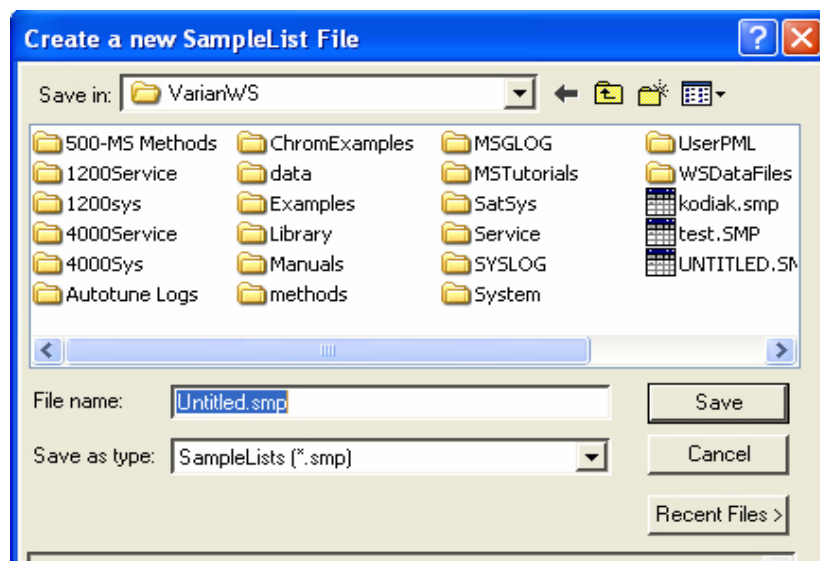 Create a new SampleList File
Save in: VarianWS
500-MS Methods ChromExamples MSGLOG UserPML
1200Service data MSTutorials WSDataFiles
1200sys Examples SatSys kodiak.smp
4000Service Library Service test.SMP
4000Sys Manuals SYSLOG UNTITLED.SM
Autotune Logs methods System
File name: Untitled.smp Save
Save as type: SampleLists (*.smp) Cancel
Recent Files >